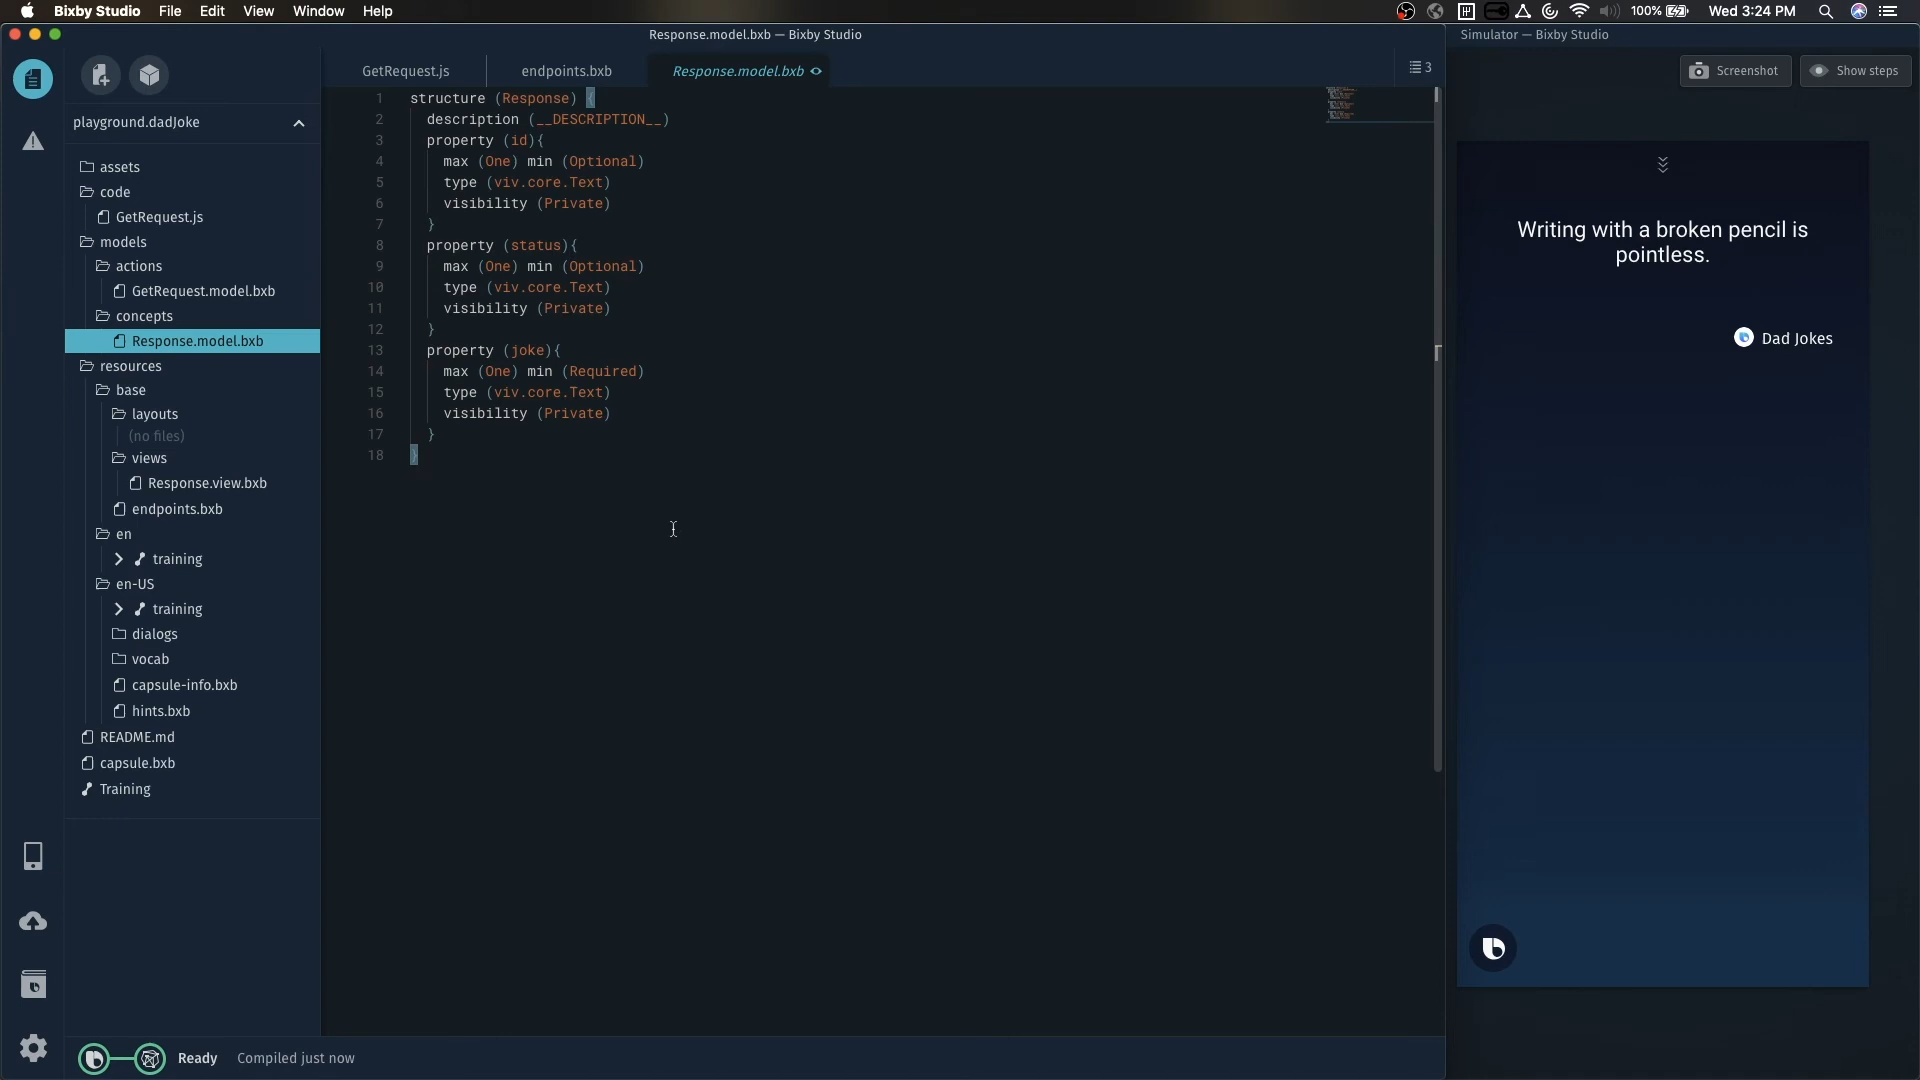 Bixby Studio File Edit View Window Help
100% Wed 3:24 PM
Response.model.bxb — Bixby Studio
Simulator — Bixby Studio
GetRequest.js endpoints.bxb Response.model.bxb
3
Screenshot Show steps
playground.dadJoke
assets
code
GetRequest.js
models
actions
GetRequest.model.bxb
concepts
Response.model.bxb
resources
base
layouts
(no files)
views
Response.view.bxb
endpoints.bxb
en
training
en-US
training
dialogs
vocab
capsule-info.bxb
hints.bxb
README.md
capsule.bxb
Training
1 structure (Response) {
2 description (__DESCRIPTION__)
3 property (id){
4 max (One) min (Optional)
5 type (viv.core.Text)
6 visibility (Private)
7 }
8 property (status){
9 max (One) min (Optional)
10 type (viv.core.Text)
11 visibility (Private)
12 }
13 property (joke){
14 max (One) min (Required)
15 type (viv.core.Text)
16 visibility (Private)
17 }
18 }
Writing with a broken pencil is
pointless.
Dad Jokes
Ready Compiled just now